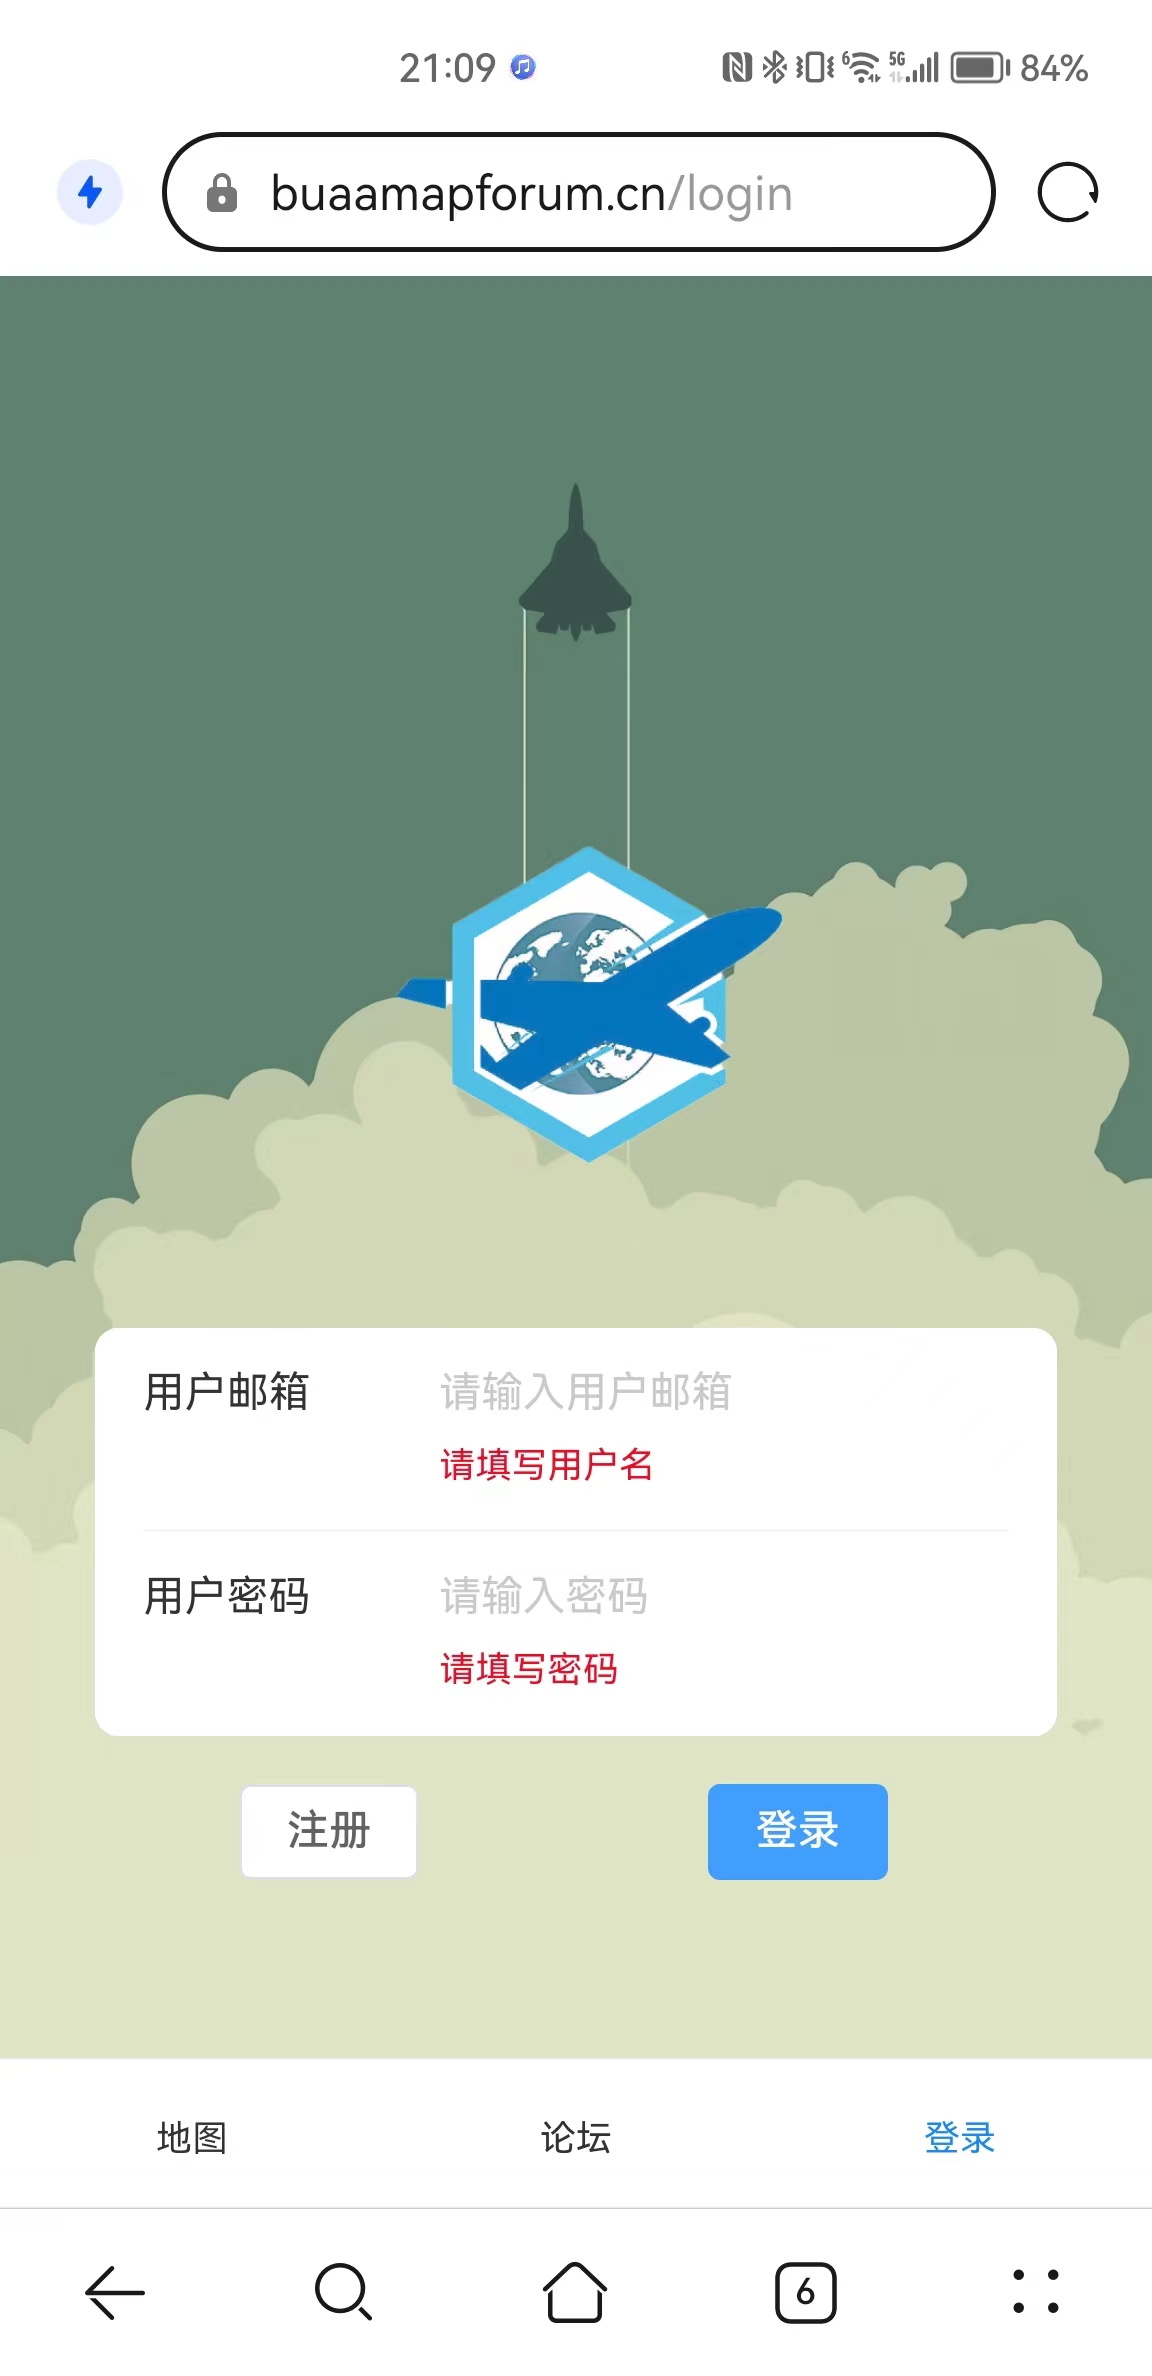 21:09
84%
buaamapforum.cn/login
用户邮箱 请输入用户邮箱
请填写用户名
用户密码 请输入密码
请填写密码
注册 登录
地图 论坛 登录
6